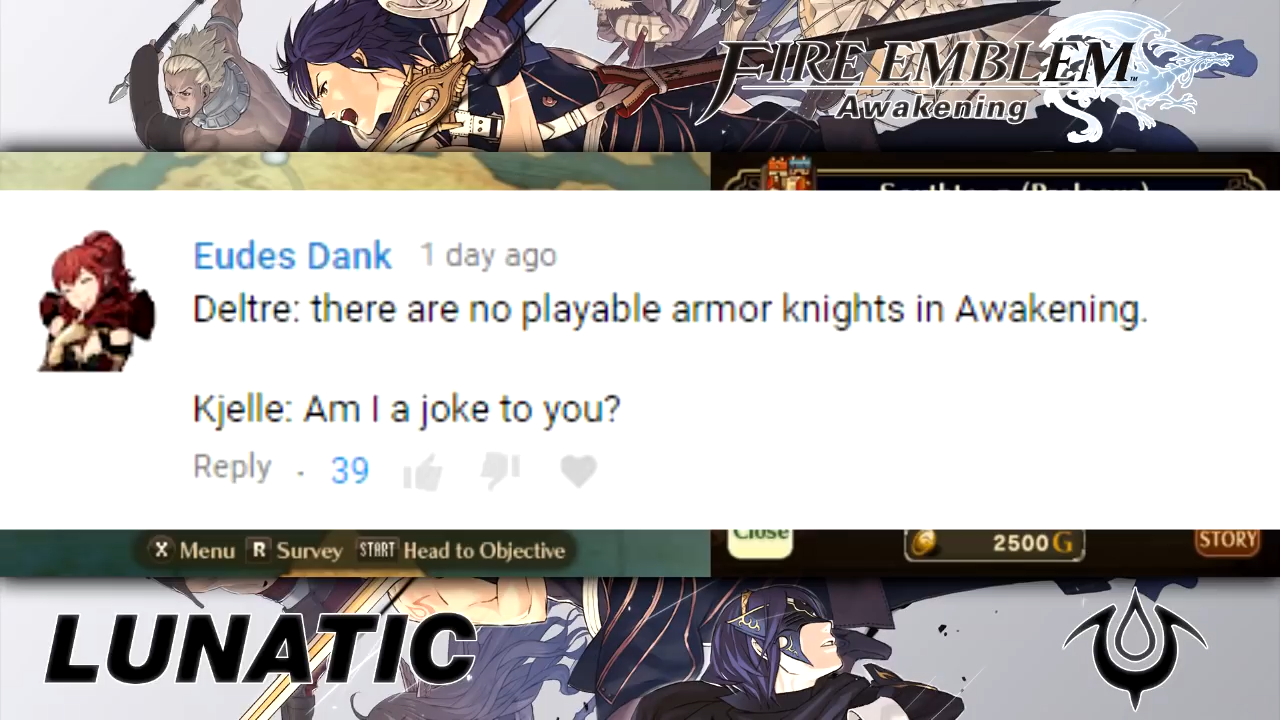 FIRE EMBLEM
Awakening
Eudes Dank 1 day ago
Deltre: there are no playable armor knights in Awakening.
Kjelle: Am I a joke to you?
Reply · 39
X Menu R Survey START Head to Objective
Close
2500 G
STORY
LUNATIC